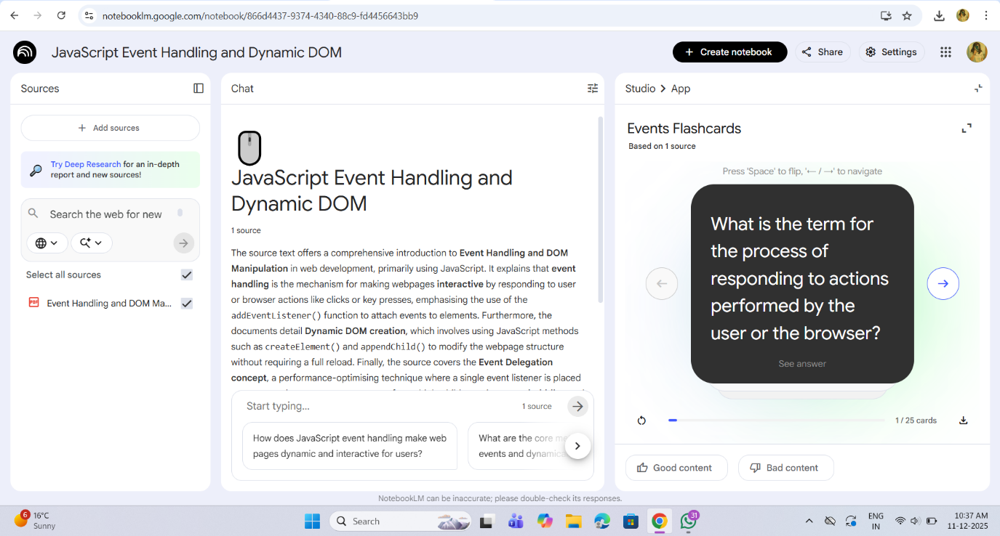 notebooklm.google.com/notebook/866d4437-9374-4340-88c9-fd4456643bb9
JavaScript Event Handling and Dynamic DOM
+ Create notebook
Share
Settings
Sources
+ Add sources
Try Deep Research for an in-depth
report and new sources!
Search the web for new
Select all sources
PDF
Event Handling and DOM Ma...
Chat
JavaScript Event Handling and
Dynamic DOM
1 source
The source text offers a comprehensive introduction to Event Handling and DOM
Manipulation in web development, primarily using JavaScript. It explains that event
handling is the mechanism for making webpages interactive by responding to user
or browser actions like clicks or key presses, emphasising the use of the
addEventListener() function to attach events to elements. Furthermore, the
documents detail Dynamic DOM creation, which involves using JavaScript methods
such as createElement() and appendChild() to modify the webpage structure
without requiring a full reload. Finally, the source covers the Event Delegation
concept, a performance-optimising technique where a single event listener is placed
Start typing...
1 source
How does JavaScript event handling make web
pages dynamic and interactive for users?
What are the core
events and
Studio > App
Events Flashcards
Based on 1 source
Press 'Space' to flip, '← / →' to navigate
What is the term for
the process of
responding to actions
performed by the
user or the browser?
See answer
1 / 25 cards
Good content
Bad content
NotebookLM can be inaccurate; please double-check its responses.
6
16°C
Sunny
Search
31
ENG
IN
10:37 AM
11-12-2025